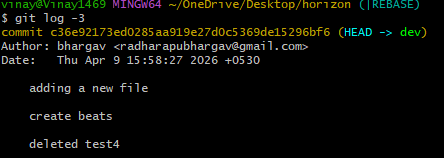 vinay@Vinay1469 MINGW64 ~/OneDrive/Desktop/horizon (|REBASE)
$ git log -3
commit c36e92173ed0285aa919e27d0c5369de15296bf6 (HEAD -> dev)
Author: bhargav <radharapubhargav@gmail.com>
Date:   Thu Apr 9 15:58:27 2026 +0530
    adding a new file
    create beats
    deleted test4